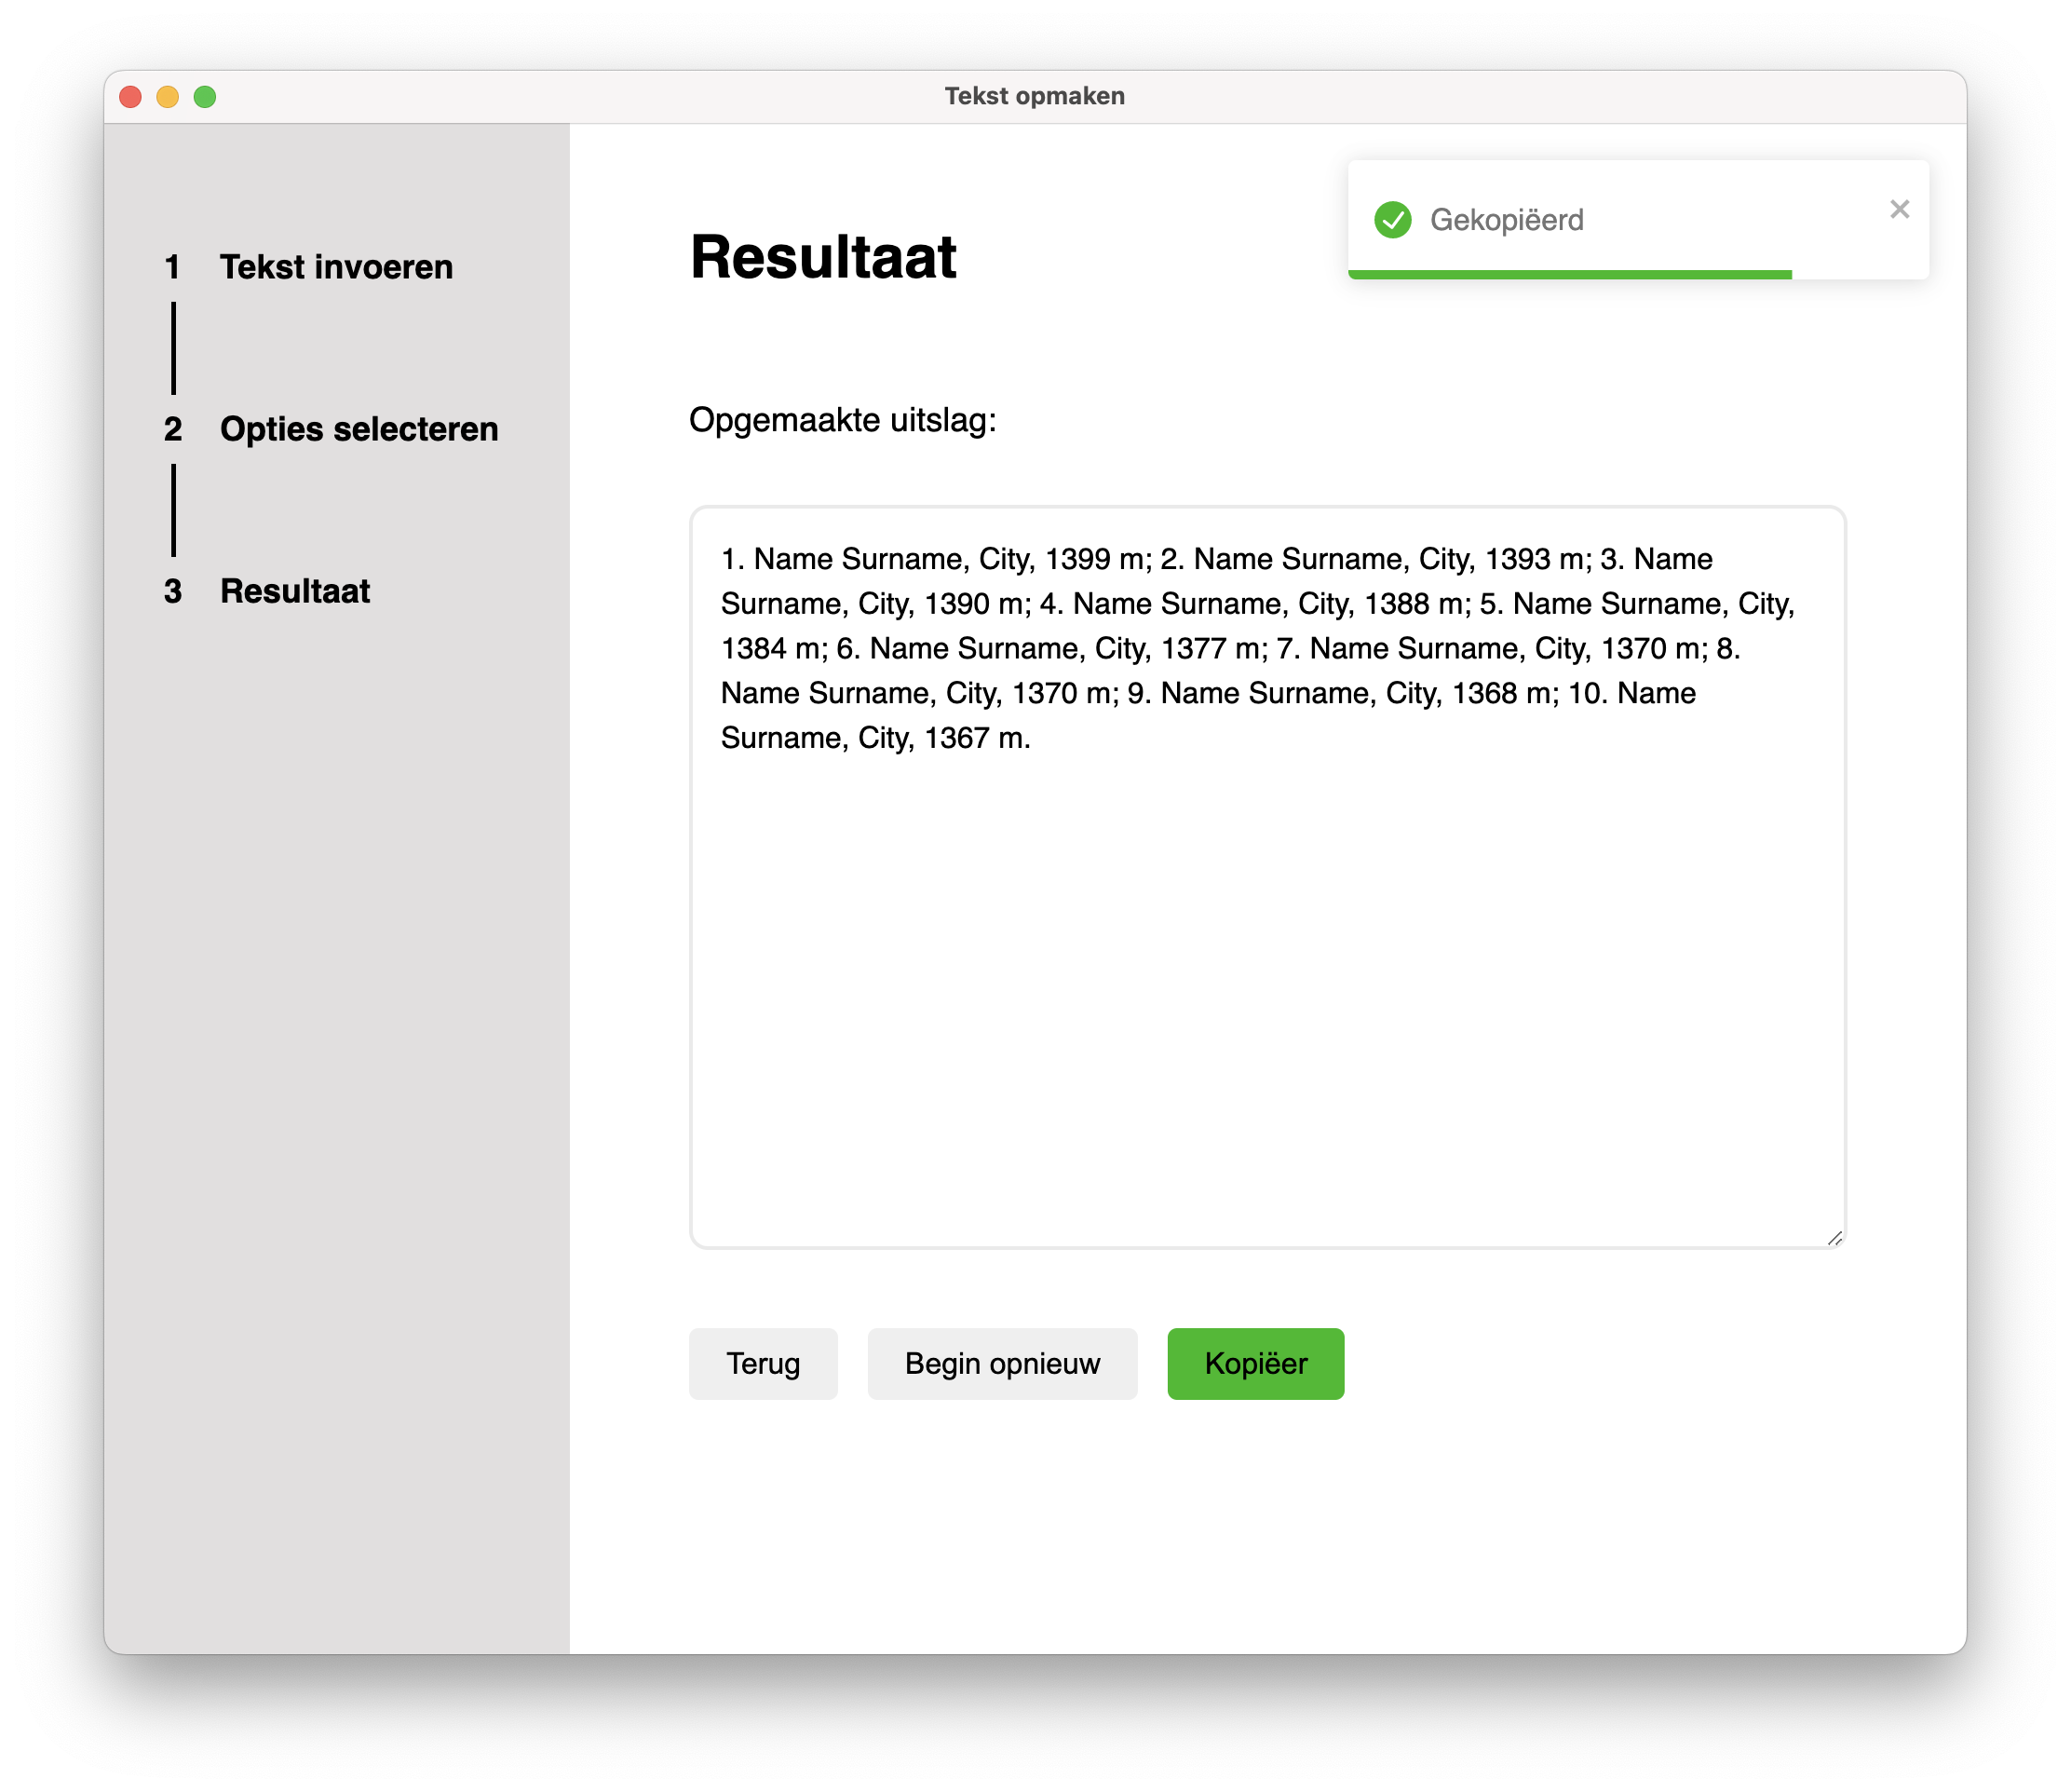 Tekst opmaken
1 Tekst invoeren
2 Opties selecteren
3 Resultaat
Resultaat
Gekopiëerd
Opgemaakte uitslag:
1. Name Surname, City, 1399 m; 2. Name Surname, City, 1393 m; 3. Name
Surname, City, 1390 m; 4. Name Surname, City, 1388 m; 5. Name Surname, City,
1384 m; 6. Name Surname, City, 1377 m; 7. Name Surname, City, 1370 m; 8.
Name Surname, City, 1370 m; 9. Name Surname, City, 1368 m; 10. Name
Surname, City, 1367 m.
Terug
Begin opnieuw
Kopiëer